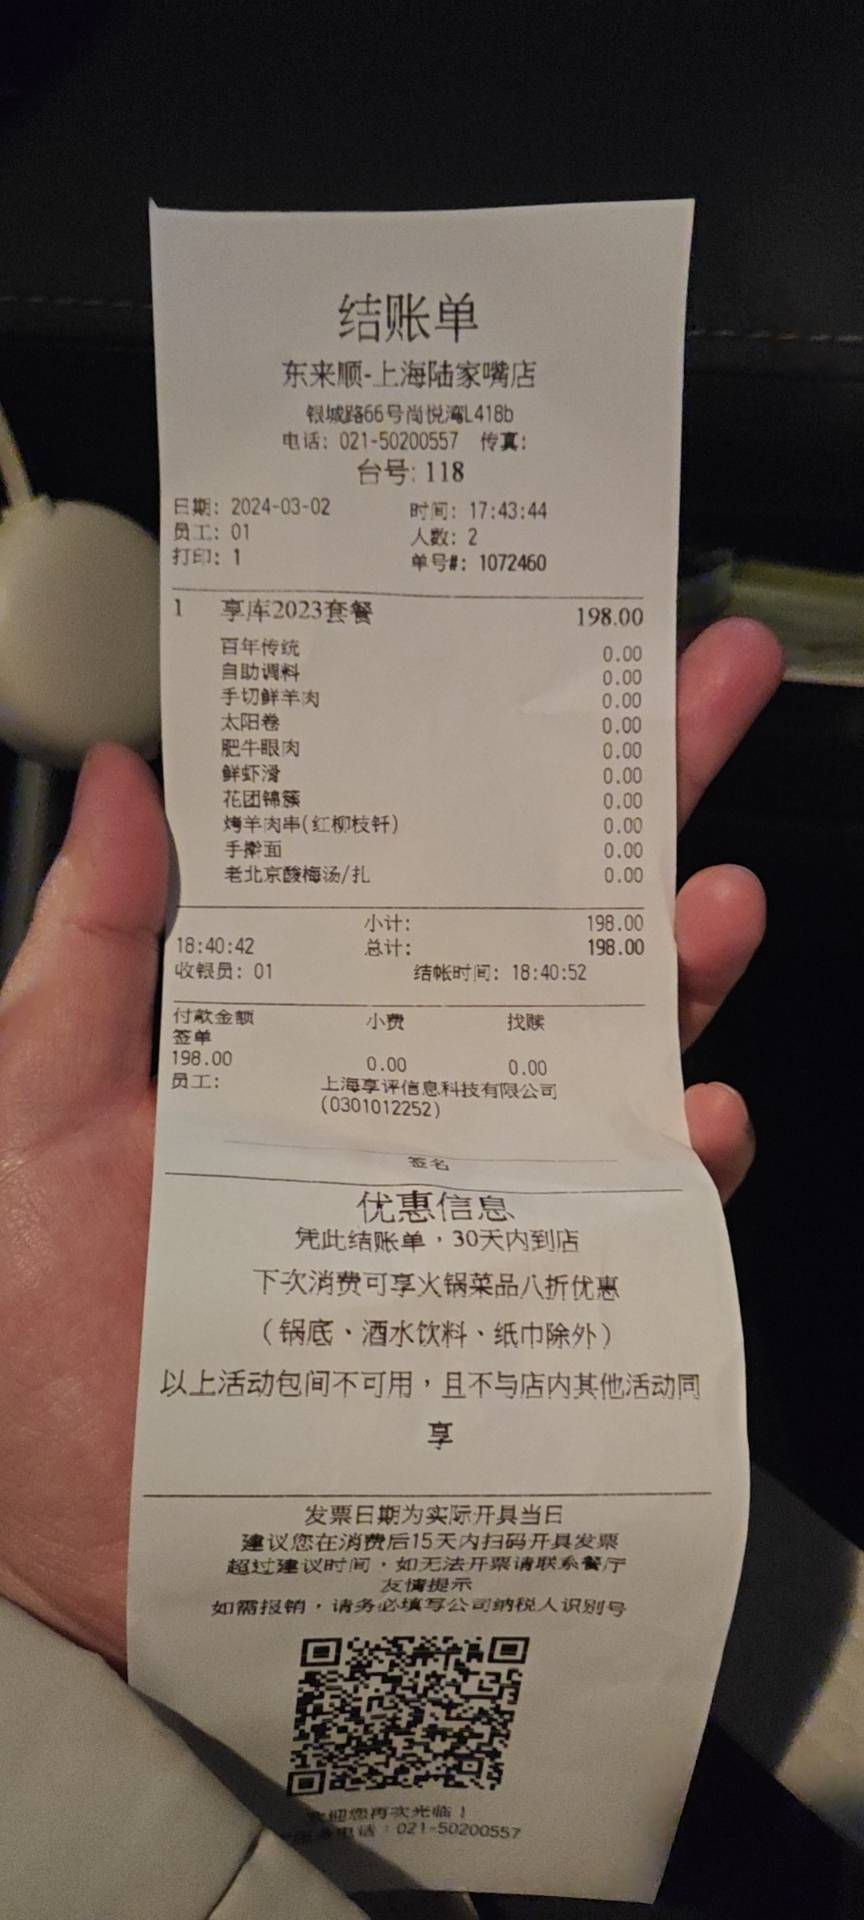 结账单
东来顺-上海陆家嘴店
银城路66号尚悦湾L418b
电话: 021-50200557 传真:
台号: 118
日期: 2024-03-02 时间: 17:43:44
员工: 01 人数: 2
打印: 1 单号#: 1072460
1 享库2023套餐 198.00
百年传统 0.00
自助调料 0.00
手切鲜羊肉 0.00
太阳卷 0.00
肥牛眼肉 0.00
鲜虾滑 0.00
花团锦簇 0.00
烤羊肉串(红柳枝钎) 0.00
手擀面 0.00
老北京酸梅汤/扎 0.00
小计: 198.00
18:40:42 总计: 198.00
收银员: 01 结帐时间: 18:40:52
付款金额 小费 找赎
签单
198.00 0.00 0.00
员工: 上海享评信息科技有限公司
(0301012252)
签名
优惠信息
凭此结账单，30天内到店
下次消费可享火锅菜品八折优惠
（锅底、酒水饮料、纸巾除外）
以上活动包间不可用，且不与店内其他活动同
享
发票日期为实际开具当日
建议您在消费后15天内扫码开具发票
超过建议时间，如无法开票请联系餐厅
友情提示
如需报销，请务必填写公司纳税人识别号
欢迎您再次光临！
电话：021-50200557